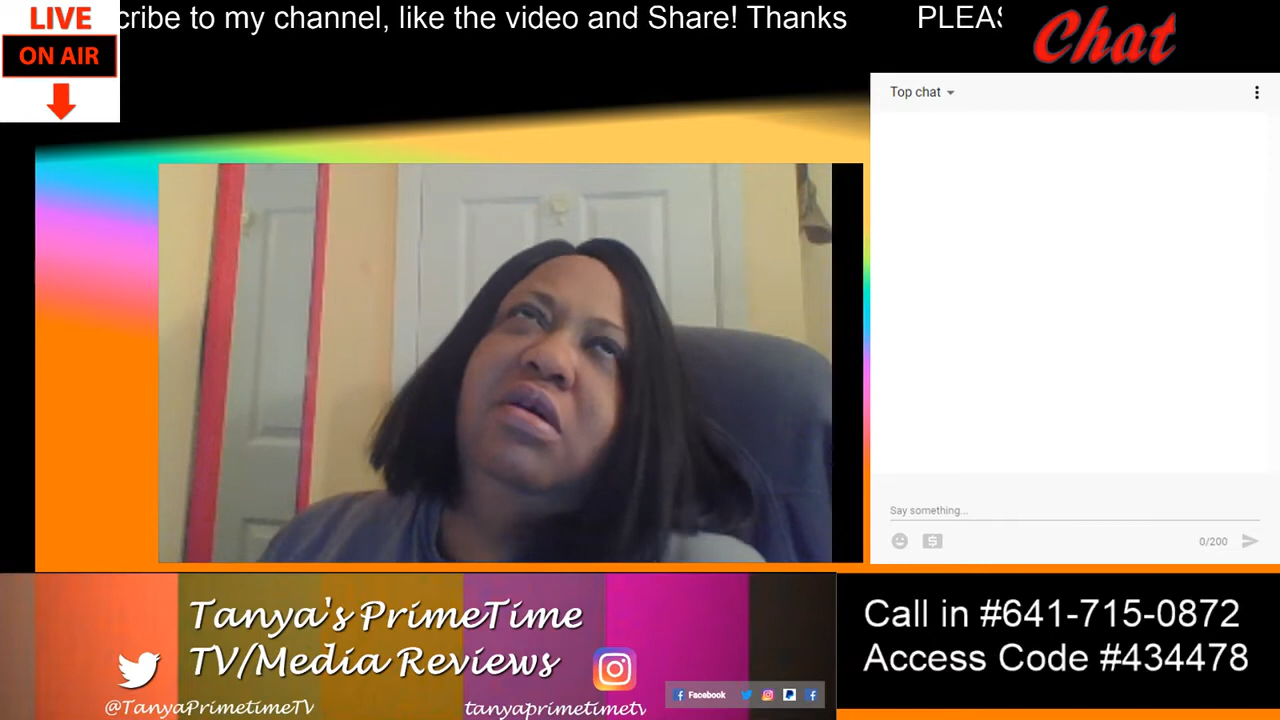 LIVE
ON AIR
cribe to my channel, like the video and Share! Thanks
PLEAS
Chat
Top chat
Say something...
0/200
Tanya's PrimeTime
TV/Media Reviews
@TanyaPrimetimeTV
tanyaprimetimetv
Facebook
Call in #641-715-0872
Access Code #434478